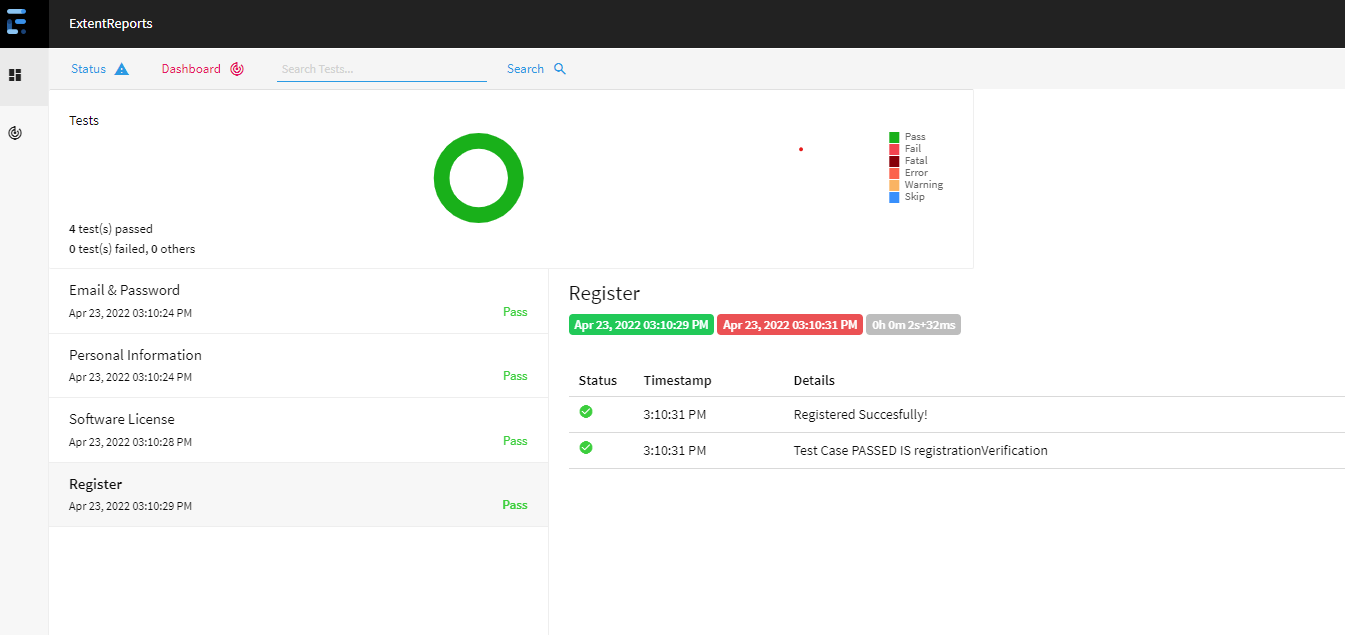 ExtentReports
Status Dashboard Search Tests... Search
Tests
Pass
Fail
Fatal
Error
Warning
Skip
4 test(s) passed
0 test(s) failed, 0 others
Email & Password
Apr 23, 2022 03:10:24 PM Pass
Personal Information
Apr 23, 2022 03:10:24 PM Pass
Software License
Apr 23, 2022 03:10:28 PM Pass
Register
Apr 23, 2022 03:10:29 PM Pass
Register
Apr 23, 2022 03:10:29 PM Apr 23, 2022 03:10:31 PM 0h 0m 2s+32ms
Status Timestamp Details
3:10:31 PM Registered Succesfully!
3:10:31 PM Test Case PASSED IS registrationVerification